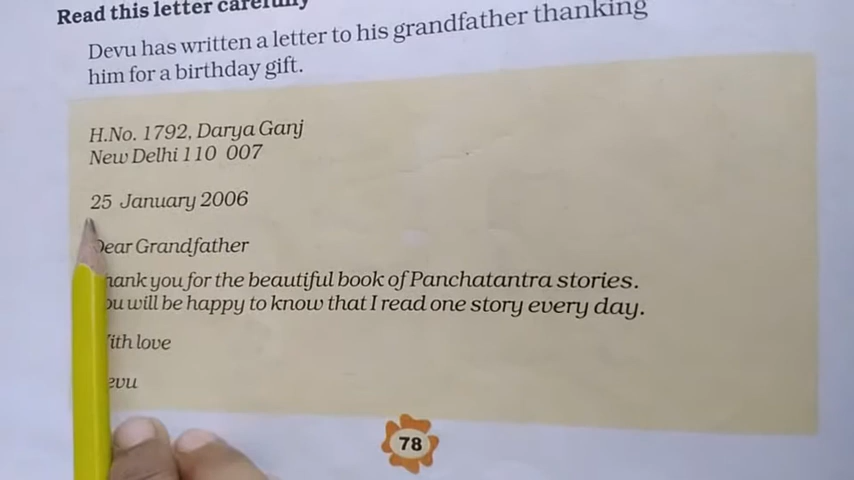 Read this letter carefully
Devu has written a letter to his grandfather thanking
him for a birthday gift.
H.No. 1792, Darya Ganj
New Delhi 110 007
25 January 2006
Dear Grandfather
hank you for the beautiful book of Panchatantra stories.
ou will be happy to know that I read one story every day.
ith love
evu
78